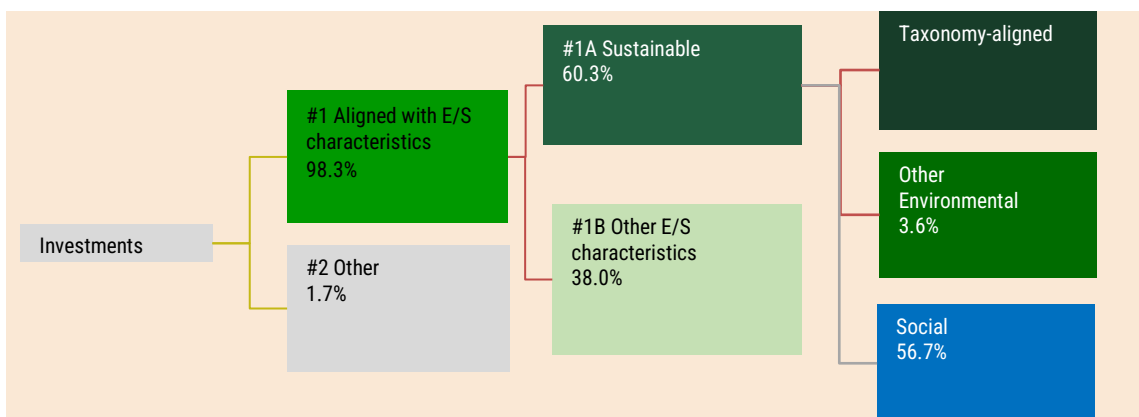 Investments
#1 Aligned with E/S
characteristics
98.3%
#2 Other
1.7%
#1A Sustainable
60.3%
#1B Other E/S
characteristics
38.0%
Taxonomy-aligned
Other
Environmental
3.6%
Social
56.7%